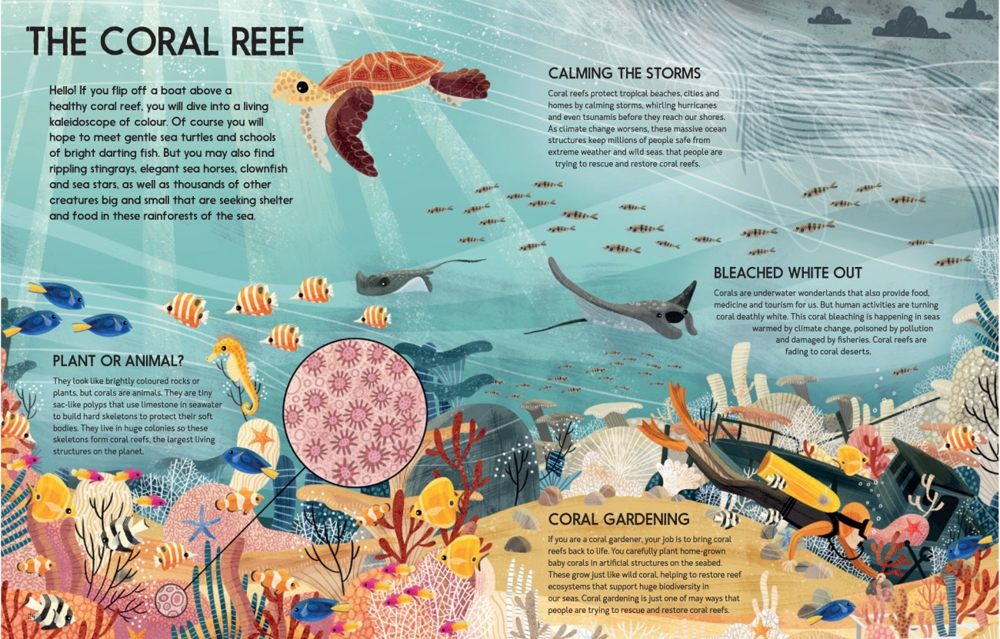 THE CORAL REEF
Hello! If you flip off a boat above a
healthy coral reef, you will dive into a living
kaleidoscope of colour. Of course you will
hope to meet gentle sea turtles and schools
of bright darting fish. But you may also find
rippling stingrays, elegant sea horses, clownfish
and sea stars, as well as thousands of other
creatures big and small that are seeking shelter
and food in these rainforests of the sea.
CALMING THE STORMS
Coral reefs protect tropical beaches, cities and
homes by calming storms, whirling hurricanes
and even tsunamis before they reach our shores.
As climate change worsens, these massive ocean
structures keep millions of people safe from
extreme weather and wild seas. that people are
trying to rescue and restore coral reefs.
BLEACHED WHITE OUT
Corals are underwater wonderlands that also provide food,
medicine and tourism for us. But human activities are turning
coral deathly white. This coral bleaching is happening in seas
warmed by climate change, poisoned by pollution
and damaged by fisheries. Coral reefs are
fading to coral deserts.
PLANT OR ANIMAL?
They look like brightly coloured rocks or
plants, but corals are animals. They are tiny
sac-like polyps that use limestone in seawater
to build hard skeletons to protect their soft
bodies. They live in huge colonies so these
skeletons form coral reefs, the largest living
structures on the planet.
CORAL GARDENING
If you are a coral gardener, your job is to bring coral
reefs back to life. You carefully plant home-grown
baby corals in artificial structures on the seabed.
These grow just like wild coral, helping to restore reef
ecosystems that support huge biodiversity in
our seas. Coral gardening is just one of may ways that
people are trying to rescue and restore coral reefs.
24